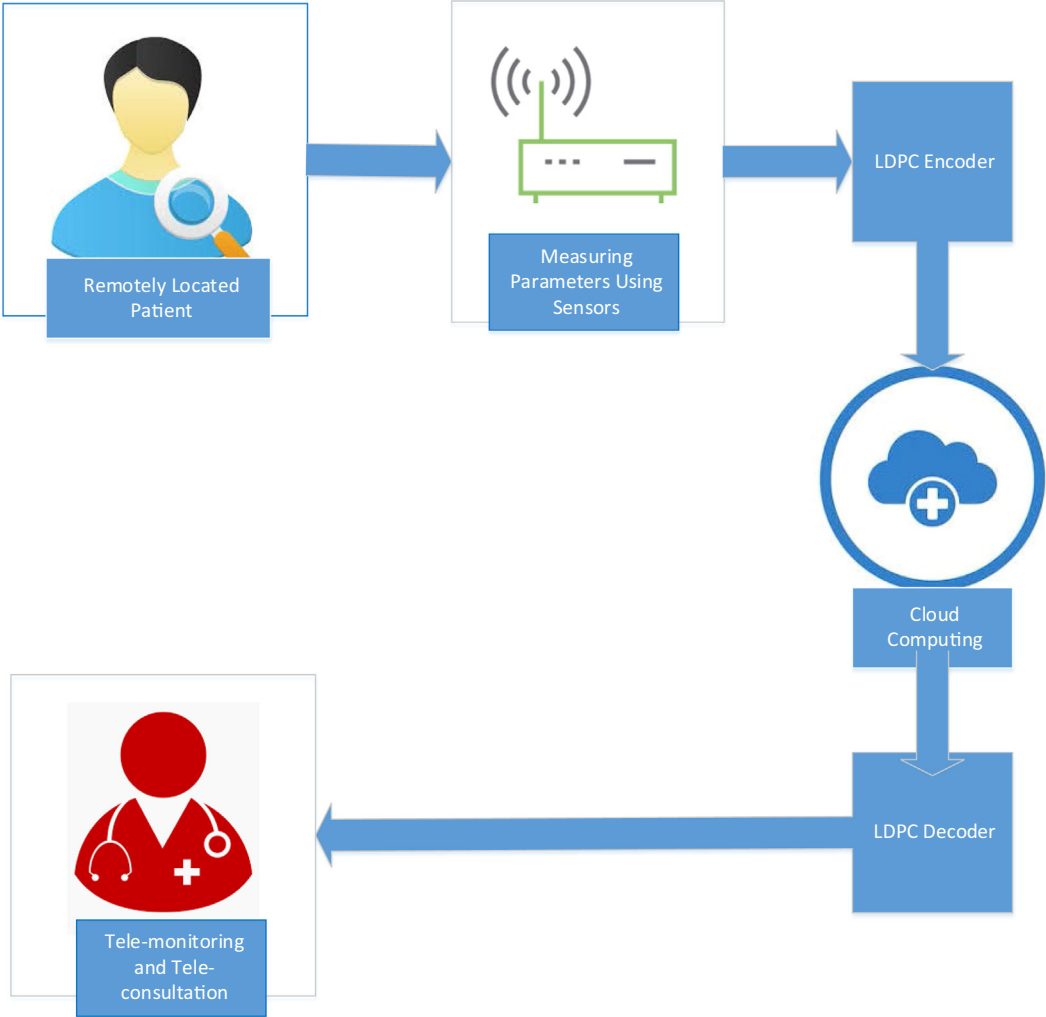 Remotely Located
Patient
Measuring
Parameters Using
Sensors
LDPC Encoder
Cloud
Computing
LDPC Decoder
Tele-monitoring
and Tele-
consultation